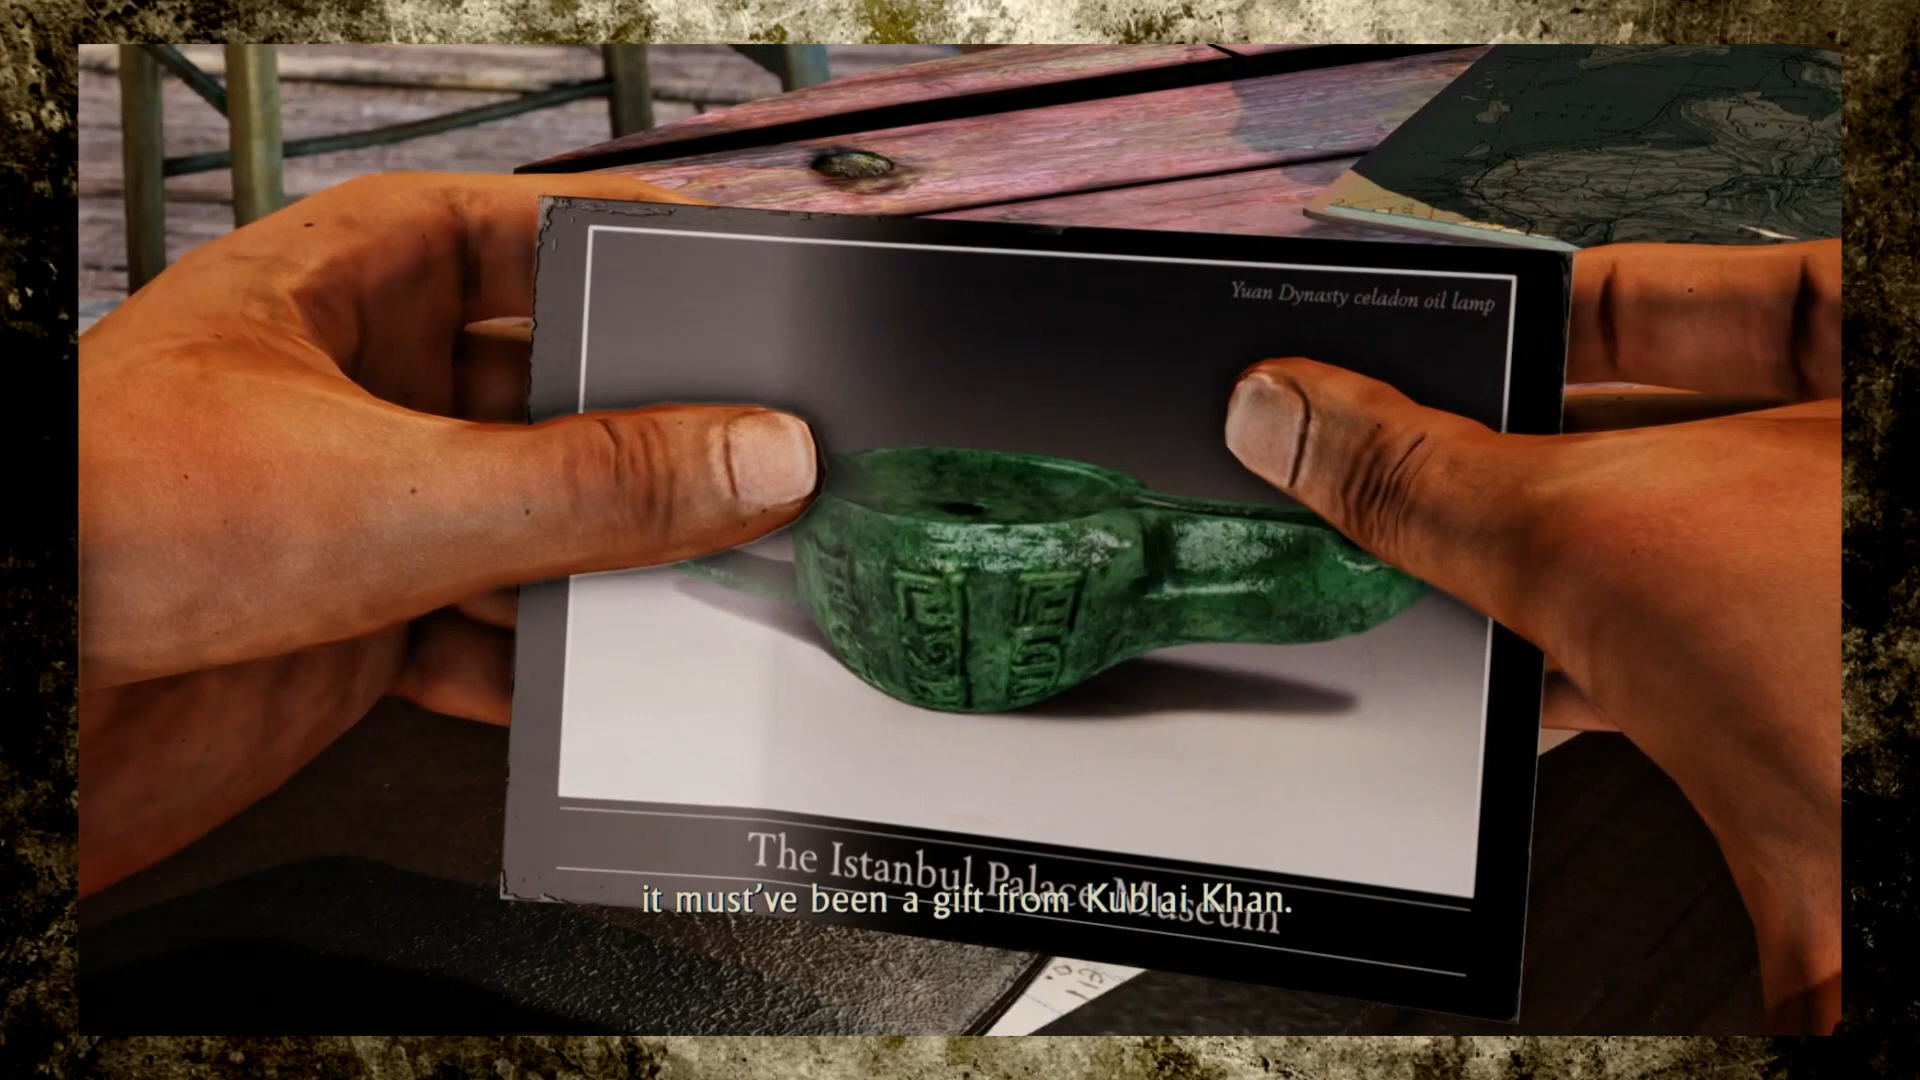 Yuan Dynasty celadon oil lamp
The Istanbul Palace Museum
it must've been a gift from Kublai Khan.